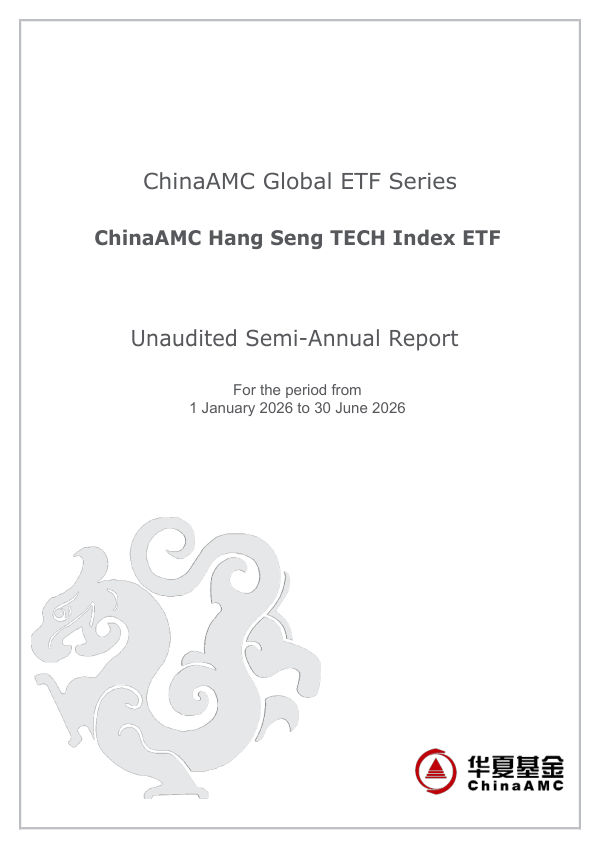 ChinaAMC Global ETF Series
ChinaAMC Hang Seng TECH Index ETF
Unaudited Semi-Annual Report
For the period from
1 January 2026 to 30 June 2026
华夏基金
ChinaAMC